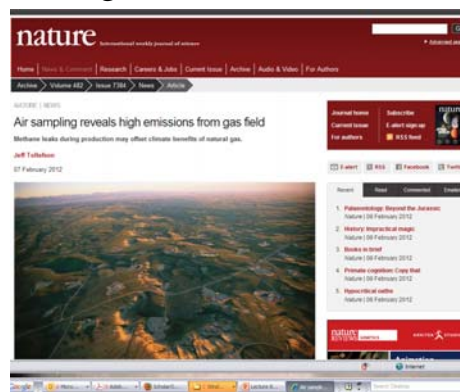 nature International weekly journal of science
Home | News & Comment | Research | Careers & Jobs | Current Issue | Archive | Audio & Video | For Authors
Archive Volume 482 Issue 7384 News Article
NATURE | NEWS
Air sampling reveals high emissions from gas field
Methane leaks during production may offset climate benefits of natural gas.
Jeff Tollefson
07 February 2012
Journal home
Current issue
For authors
Subscribe
E-alert sign up
RSS feed
E-alert RSS Facebook
Recent Read Commented
1. Palaeontology: Beyond the Jurassic
Nature | 08 February 2012
2. History: Impractical magic
Nature | 08 February 2012
3. Books in brief
Nature | 08 February 2012
4. Primate cognition: Copy that
Nature | 08 February 2012
5. Hypocritical oaths
Nature | 08 February 2012
nature
REVIEWS
Internet